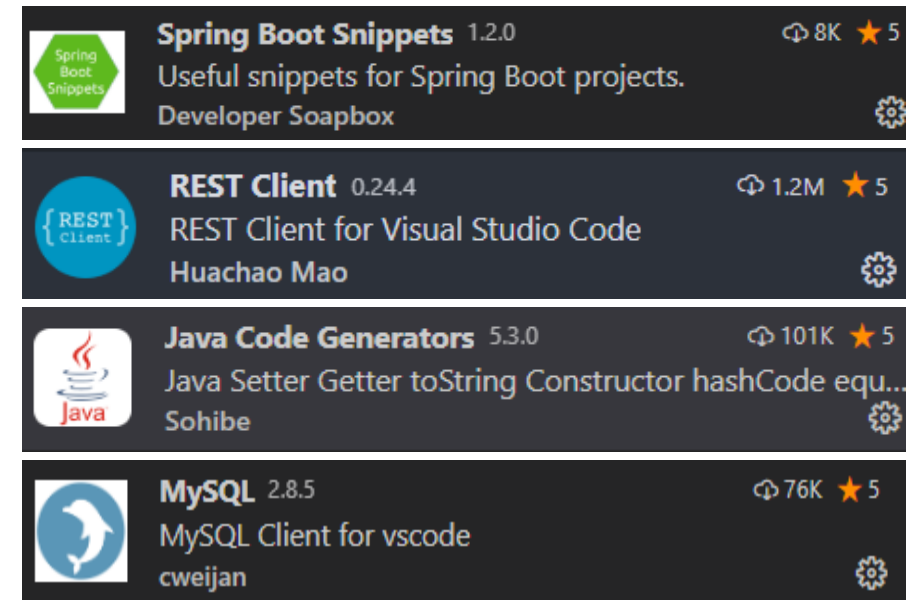 Spring Boot Snippets 1.2.0 8K 5
Spring
Boot
Snippets
Useful snippets for Spring Boot projects.
Developer Soapbox
REST Client 0.24.4 1.2M 5
{REST}
Client
REST Client for Visual Studio Code
Huachao Mao
Java Code Generators 5.3.0 101K 5
Java Setter Getter toString Constructor hashCode equ...
Java
Sohibe
MySQL 2.8.5 76K 5
MySQL Client for vscode
cweijan